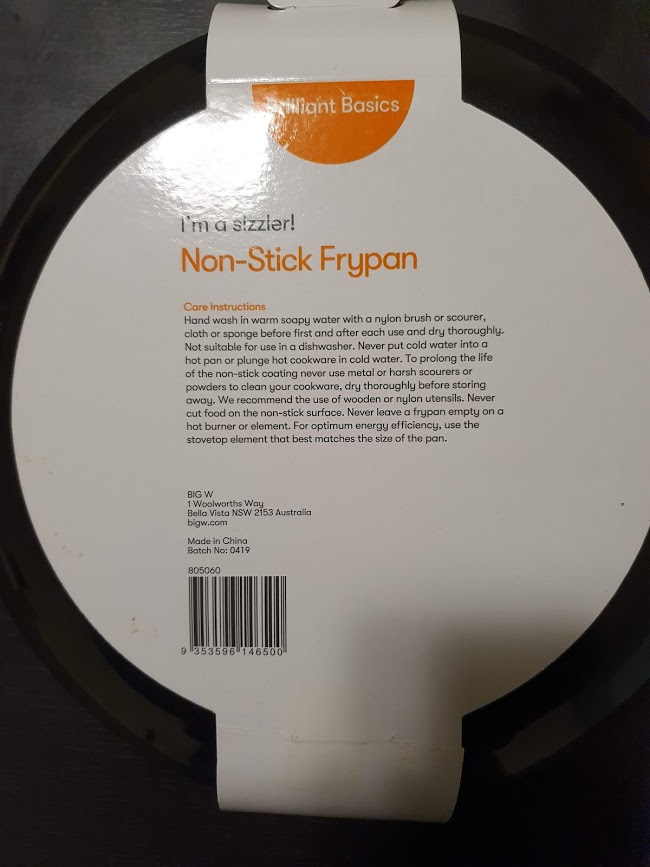 Brilliant Basics
I'm a sizzler!
Non-Stick Frypan
Care Instructions
Hand wash in warm soapy water with a nylon brush or scourer,
cloth or sponge before first and after each use and dry thoroughly.
Not suitable for use in a dishwasher. Never put cold water into a
hot pan or plunge hot cookware in cold water. To prolong the life
of the non-stick coating never use metal or harsh scourers or
powders to clean your cookware, dry thoroughly before storing
away. We recommend the use of wooden or nylon utensils. Never
cut food on the non-stick surface. Never leave a frypan empty on a
hot burner or element. For optimum energy efficiency, use the
stovetop element that best matches the size of the pan.
BIG W
1 Woolworths Way
Bella Vista NSW 2153 Australia
bigw.com
Made in China
Batch No: 0419
805060
9 353596 146500